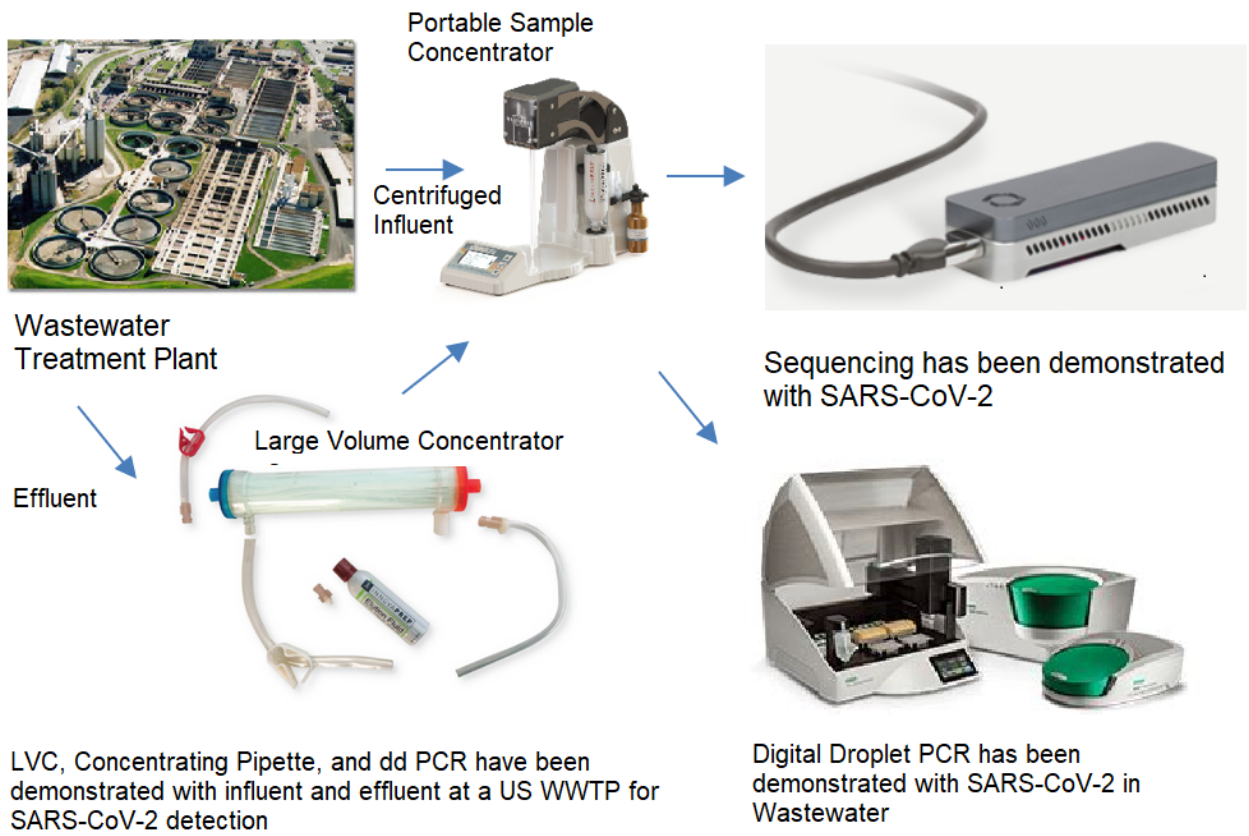 Portable Sample
Concentrator
Centrifuged
Influent
Wastewater
Treatment Plant
Sequencing has been demonstrated
with SARS-CoV-2
Large Volume Concentrator
Effluent
Elution Fluid
LVC, Concentrating Pipette, and dd PCR have been
demonstrated with influent and effluent at a US WWTP for
SARS-CoV-2 detection
Digital Droplet PCR has been
demonstrated with SARS-CoV-2 in
Wastewater